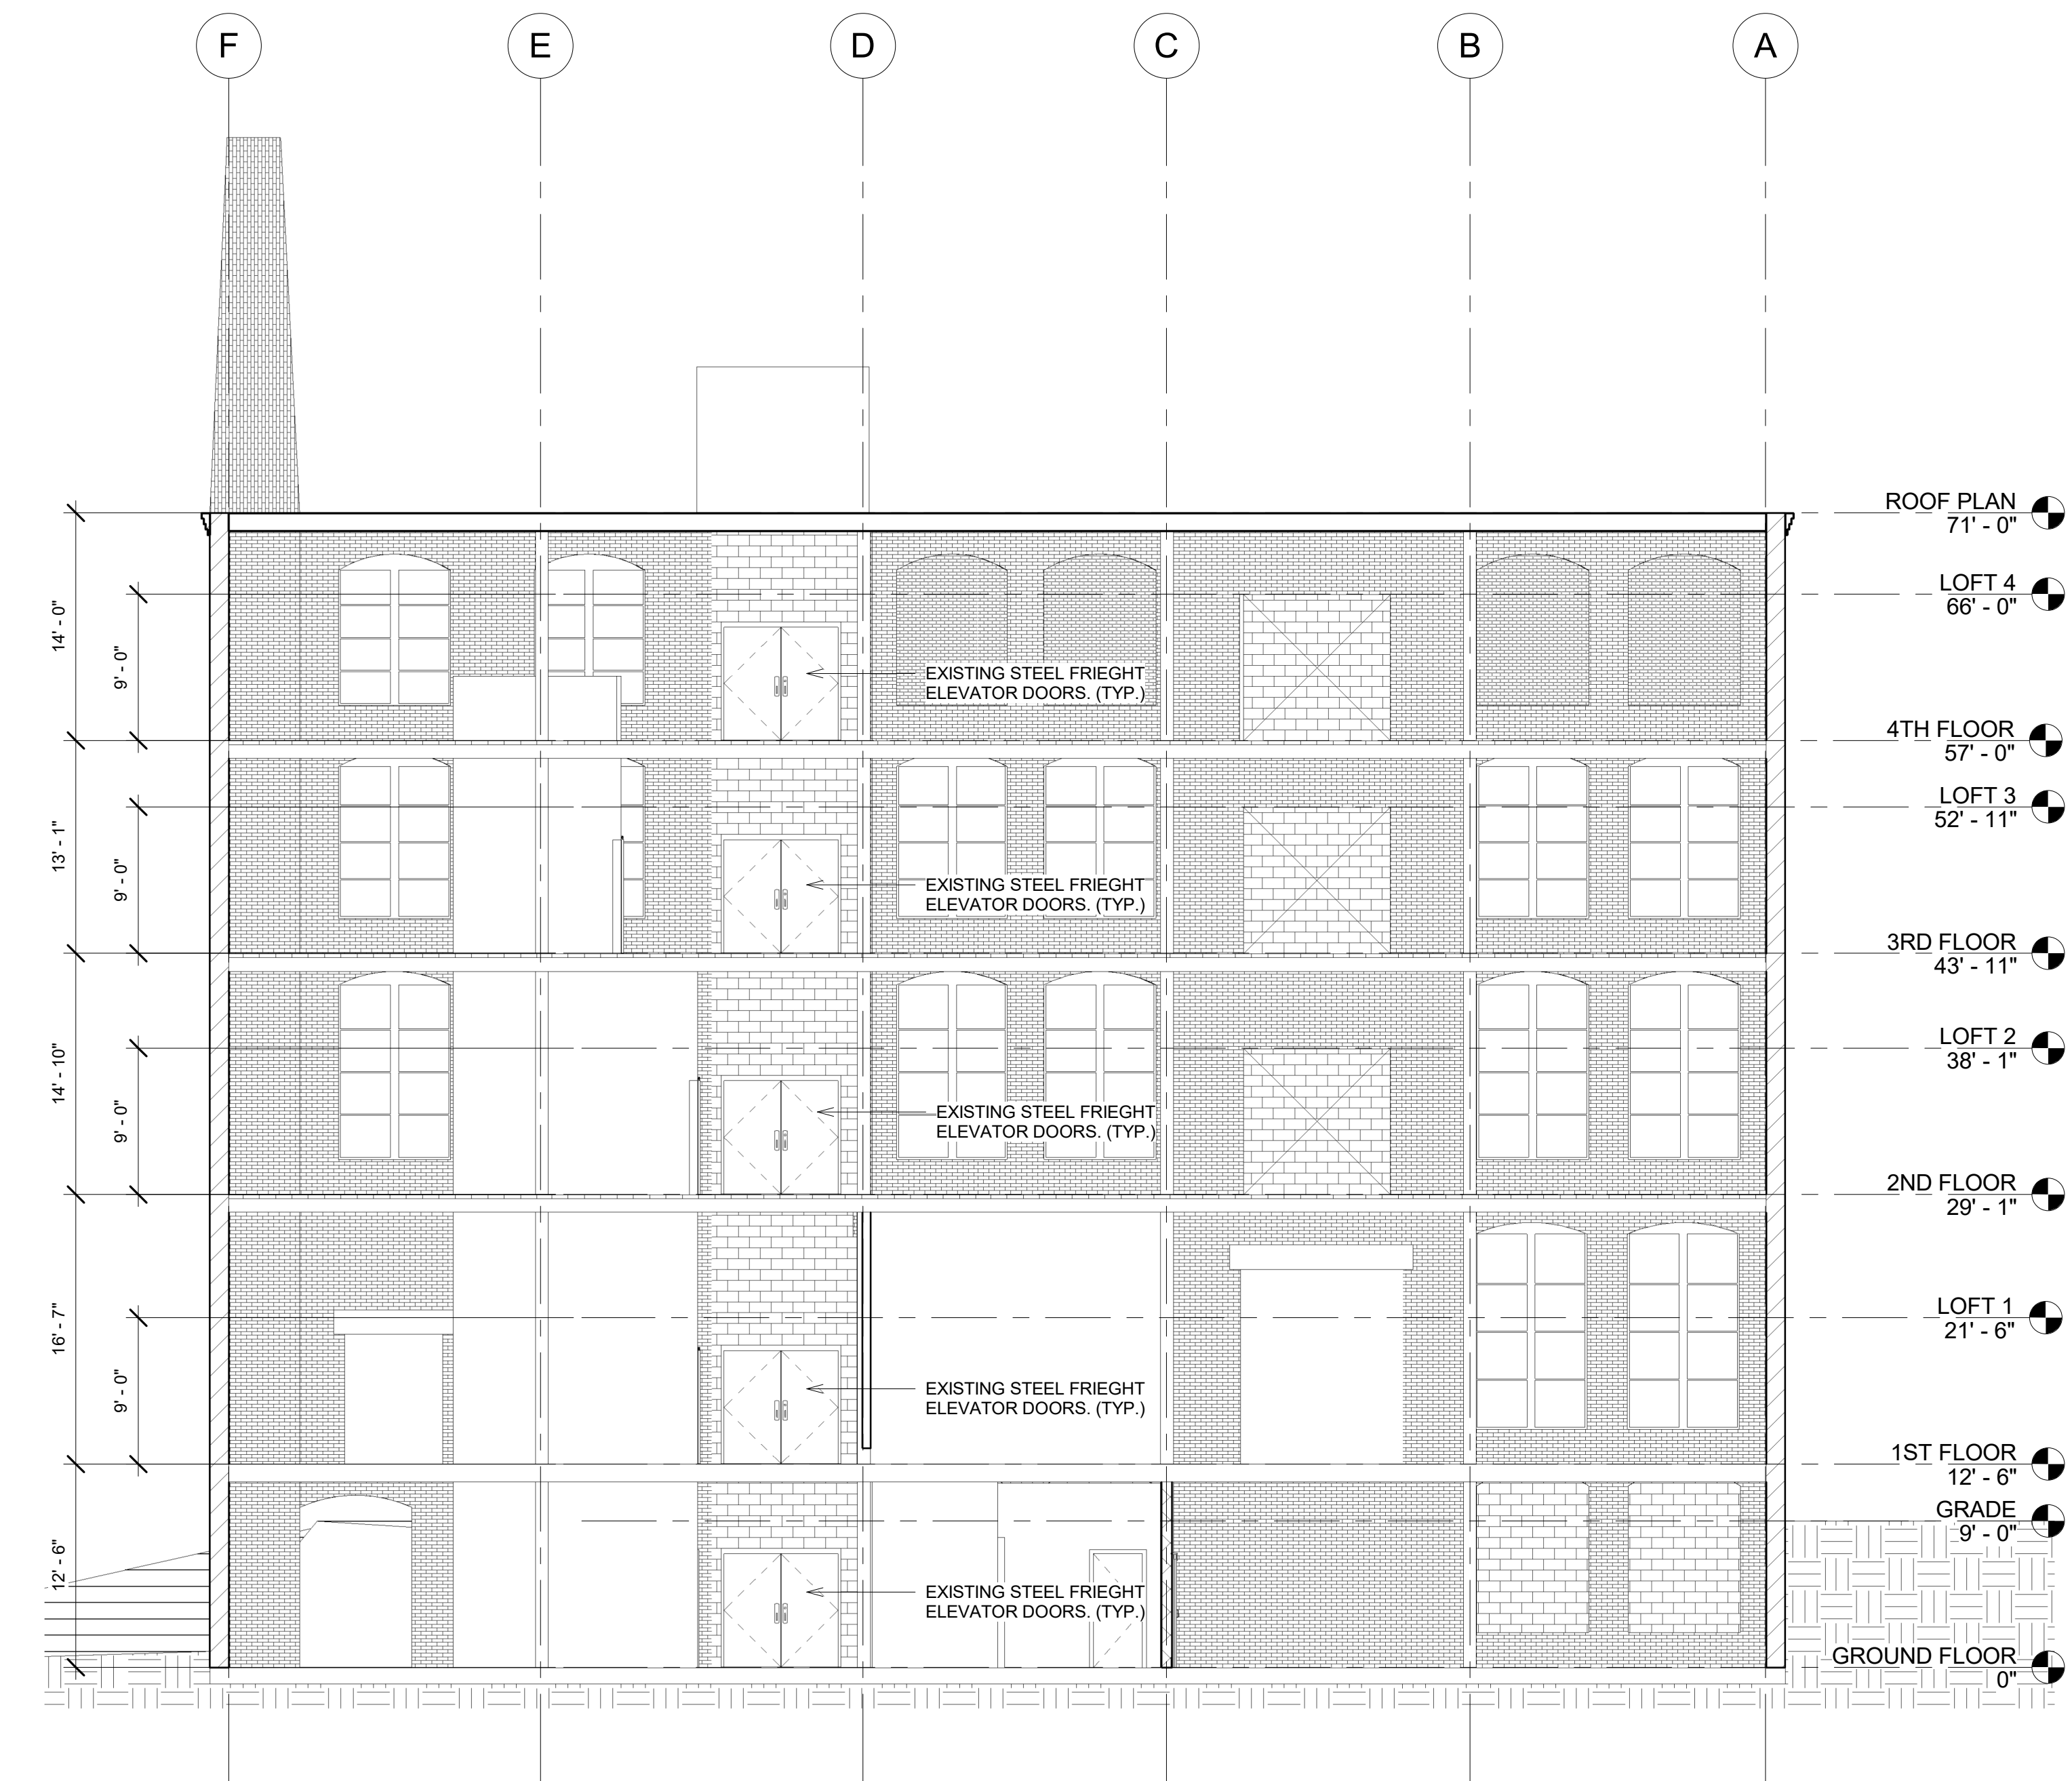 F E D C B A
ROOF PLAN
71' - 0"
LOFT 4
66' - 0"
14' - 0"
9' - 0"
EXISTING STEEL FRIEGHT
ELEVATOR DOORS. (TYP.)
4TH FLOOR
57' - 0"
LOFT 3
52' - 11"
13' - 1"
9' - 0"
EXISTING STEEL FRIEGHT
ELEVATOR DOORS. (TYP.)
3RD FLOOR
43' - 11"
LOFT 2
38' - 1"
14' - 10"
9' - 0"
EXISTING STEEL FRIEGHT
ELEVATOR DOORS. (TYP.)
2ND FLOOR
29' - 1"
LOFT 1
21' - 6"
16' - 7"
9' - 0"
EXISTING STEEL FRIEGHT
ELEVATOR DOORS. (TYP.)
1ST FLOOR
12' - 6"
GRADE
9' - 0"
12' - 6"
EXISTING STEEL FRIEGHT
ELEVATOR DOORS. (TYP.)
GROUND FLOOR
0"